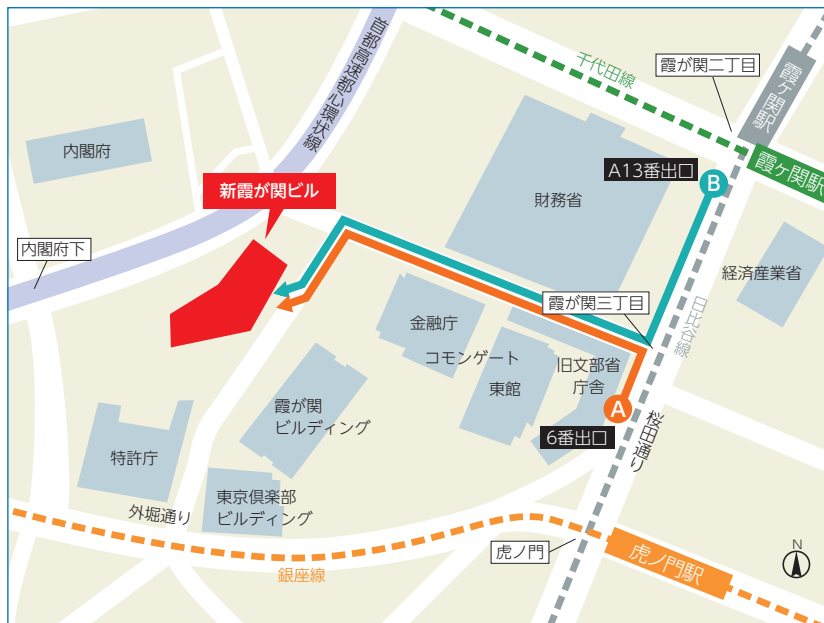 首都高速都心環状線
千代田線
霞が関二丁目
霞ケ関駅
霞ケ関駅
内閣府
A13番出口
B
新霞が関ビル
財務省
内閣府下
経済産業省
霞が関三丁目
日比谷線
金融庁
コモンゲート
東館
旧文部省
庁舎
霞が関
ビルディング
A
6番出口
桜田通り
特許庁
東京倶楽部
ビルディング
外堀通り
虎ノ門
虎ノ門駅
銀座線
N